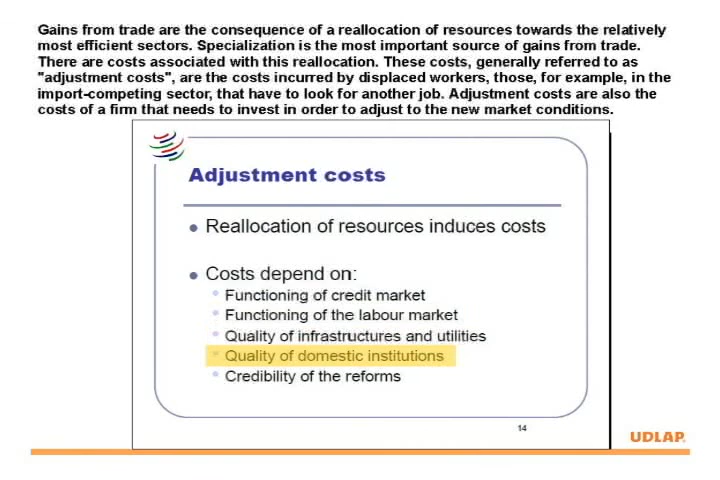 Gains from trade are the consequence of a reallocation of resources towards the relatively
most efficient sectors. Specialization is the most important source of gains from trade.
There are costs associated with this reallocation. These costs, generally referred to as
"adjustment costs", are the costs incurred by displaced workers, those, for example, in the
import-competing sector, that have to look for another job. Adjustment costs are also the
costs of a firm that needs to invest in order to adjust to the new market conditions.
Adjustment costs
Reallocation of resources induces costs
Costs depend on:
Functioning of credit market
Functioning of the labour market
Quality of infrastructures and utilities
Quality of domestic institutions
Credibility of the reforms
14
UDLAP